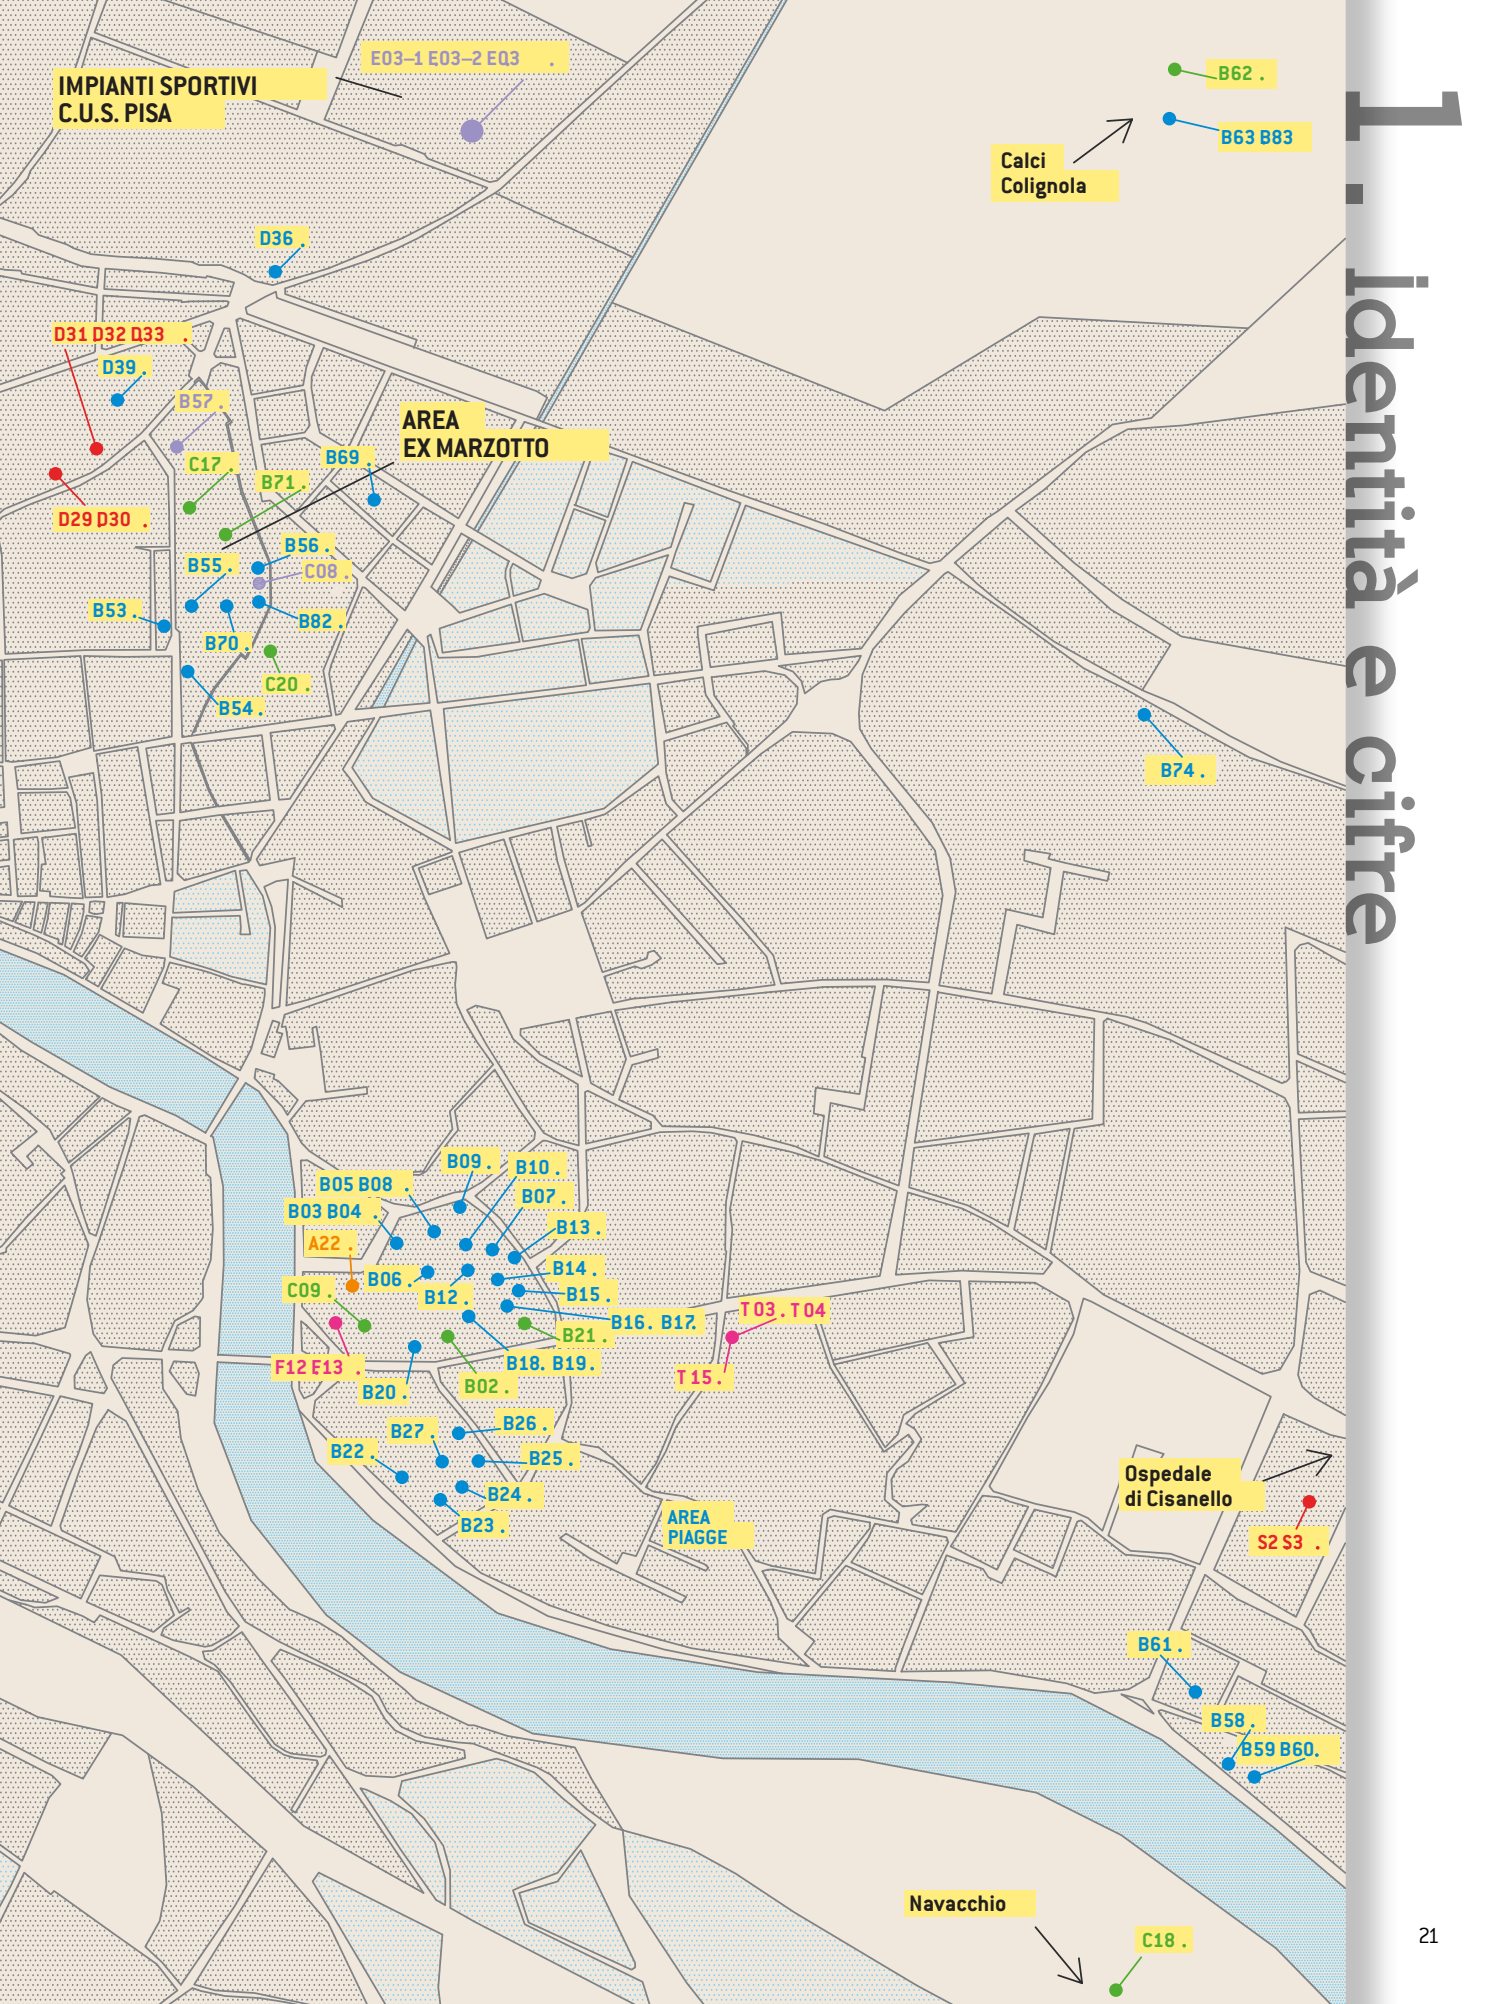 E03–1 E03–2 E03 .
IMPIANTI SPORTIVI
C.U.S. PISA
B62 .
B63 B83
Calci
Colignola
D36 .
D31 D32 D33 .
D39 .
B57 .
AREA
EX MARZOTTO
B69 .
C17 .
B71 .
D29 D30 .
B56 .
B55 .
C08 .
B53 .
B82 .
B70 .
C20 .
B54 .
B74 .
B09 .
B10 .
B05 B08 .
B07 .
B03 B04 .
B13 .
A22 .
B14 .
B06 .
C09 .
B12 .
B15 .
T03 . T04
B16 . B17.
B21 .
F12 F13 .
B18 . B19 .
T15 .
B02 .
B20 .
B26 .
B27 .
B22 .
B25 .
B24 .
B23 .
AREA
PIAGGE
Ospedale
di Cisanello
S2 S3 .
B61 .
B58 .
B59 B60.
Navacchio
C18 .
1. identità e cifre
21